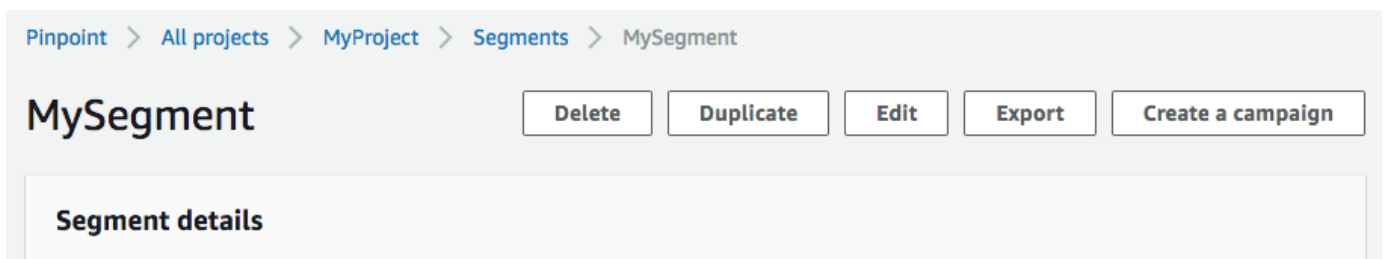 Pinpoint > All projects > MyProject > Segments > MySegment
MySegment Delete Duplicate Edit Export Create a campaign
Segment details